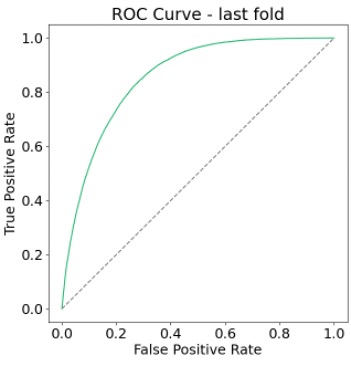 ROC Curve - last fold
1.0
0.8
0.6
0.4
0.2
0.0
True Positive Rate
0.0 0.2 0.4 0.6 0.8 1.0
False Positive Rate